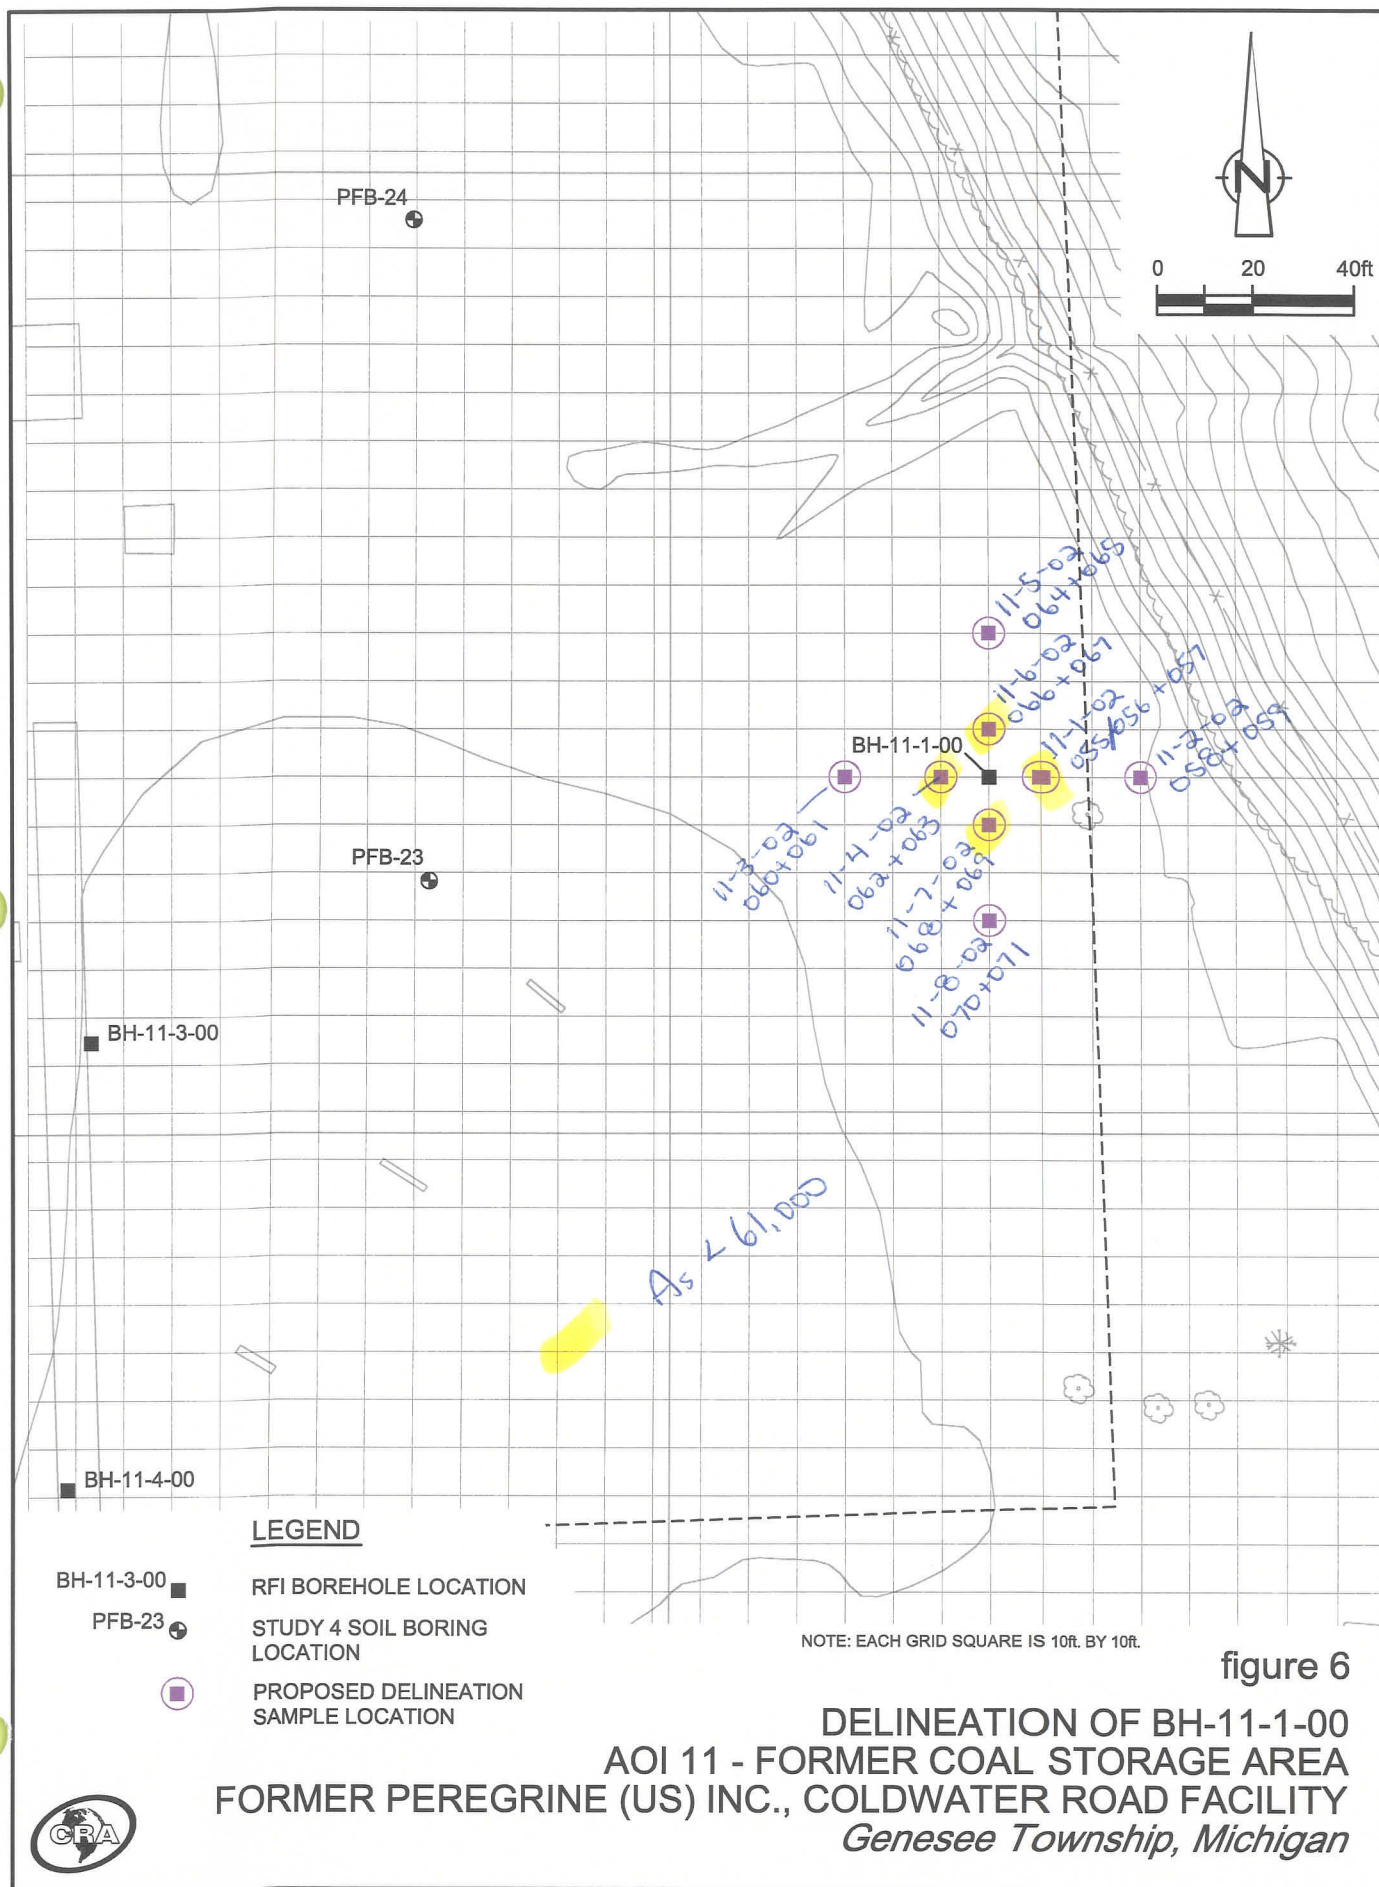 PFB-24
N
0 20 40ft
11-5-02
064+065
11-6-02
066+067
11-1-02
055/056+057
11-2-02
058+059
BH-11-1-00
11-3-02
060+061
11-4-02
062+063
11-7-02
068+069
11-8-02
070+071
PFB-23
BH-11-3-00
As < 61,000
BH-11-4-00
LEGEND
BH-11-3-00 RFI BOREHOLE LOCATION
PFB-23 STUDY 4 SOIL BORING
LOCATION
PROPOSED DELINEATION
SAMPLE LOCATION
NOTE: EACH GRID SQUARE IS 10ft. BY 10ft.
figure 6
DELINEATION OF BH-11-1-00
AOI 11 - FORMER COAL STORAGE AREA
FORMER PEREGRINE (US) INC., COLDWATER ROAD FACILITY
Genesee Township, Michigan
CRA